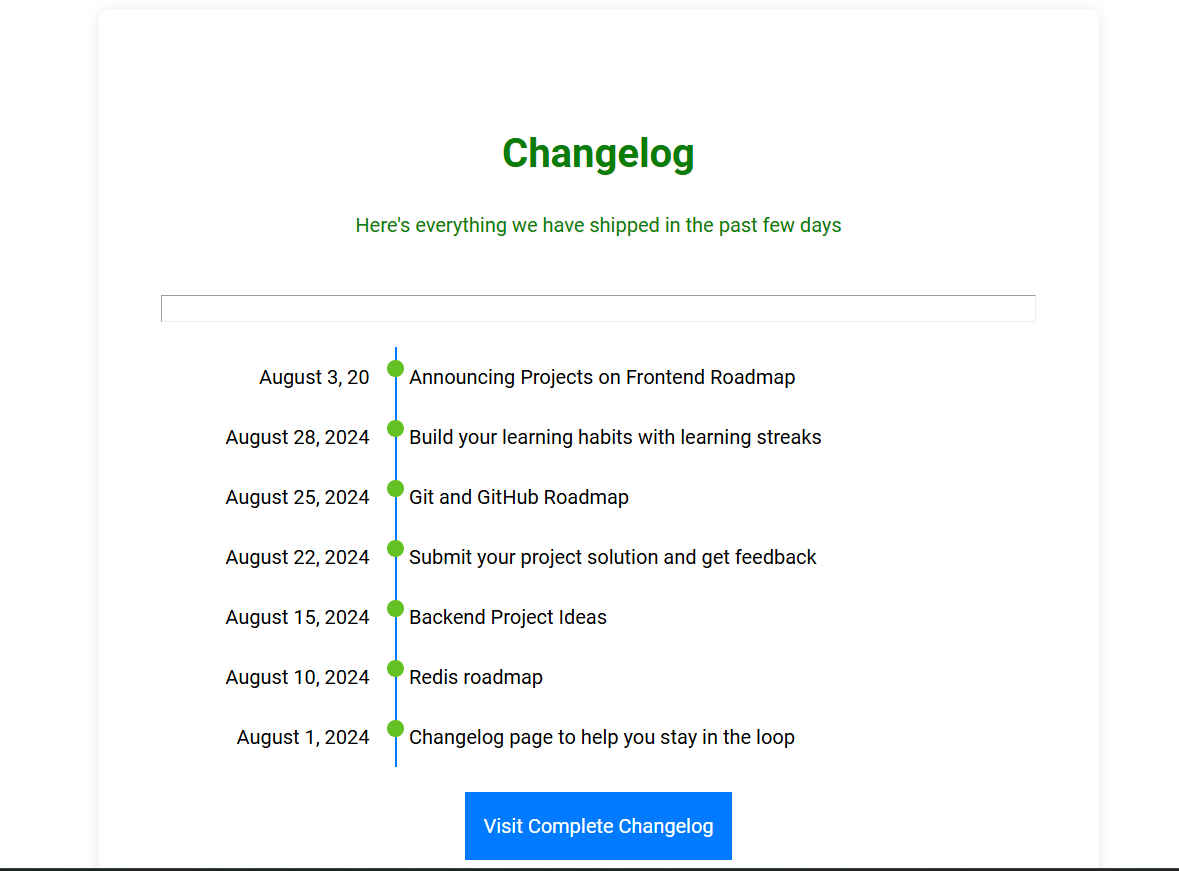 Changelog
Here's everything we have shipped in the past few days
August 3, 20 Announcing Projects on Frontend Roadmap
August 28, 2024 Build your learning habits with learning streaks
August 25, 2024 Git and GitHub Roadmap
August 22, 2024 Submit your project solution and get feedback
August 15, 2024 Backend Project Ideas
August 10, 2024 Redis roadmap
August 1, 2024 Changelog page to help you stay in the loop
Visit Complete Changelog